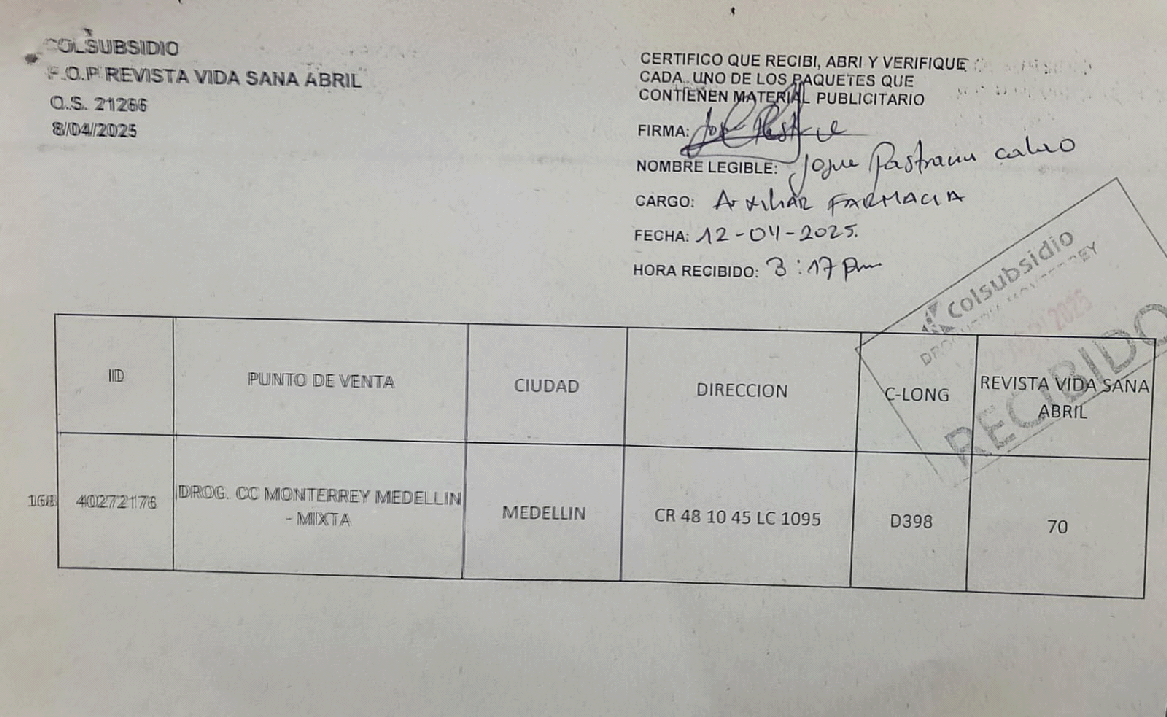 COLSUBSIDIO
P.O.P REVISTA VIDA SANA ABRIL
O.S. 21266
8/04/2025
CERTIFICO QUE RECIBI, ABRI Y VERIFIQUE
CADA UNO DE LOS PAQUETES QUE
CONTIENEN MATERIAL PUBLICITARIO
FIRMA:
NOMBRE LEGIBLE: Josue Pastrana
CARGO: Auxiliar FARMACIA
FECHA: 12-04-2025.
HORA RECIBIDO: 3:17 pm
Colsubsidio
RECIBIDO
IID
PUNTO DE VENTA
CIUDAD
DIRECCION
C-LONG
REVISTA VIDA SANA
ABRIL
168
40272176
DROG. CC MONTERREY MEDELLIN
- MIXTA
MEDELLIN
CR 48 10 45 LC 1095
D398
70